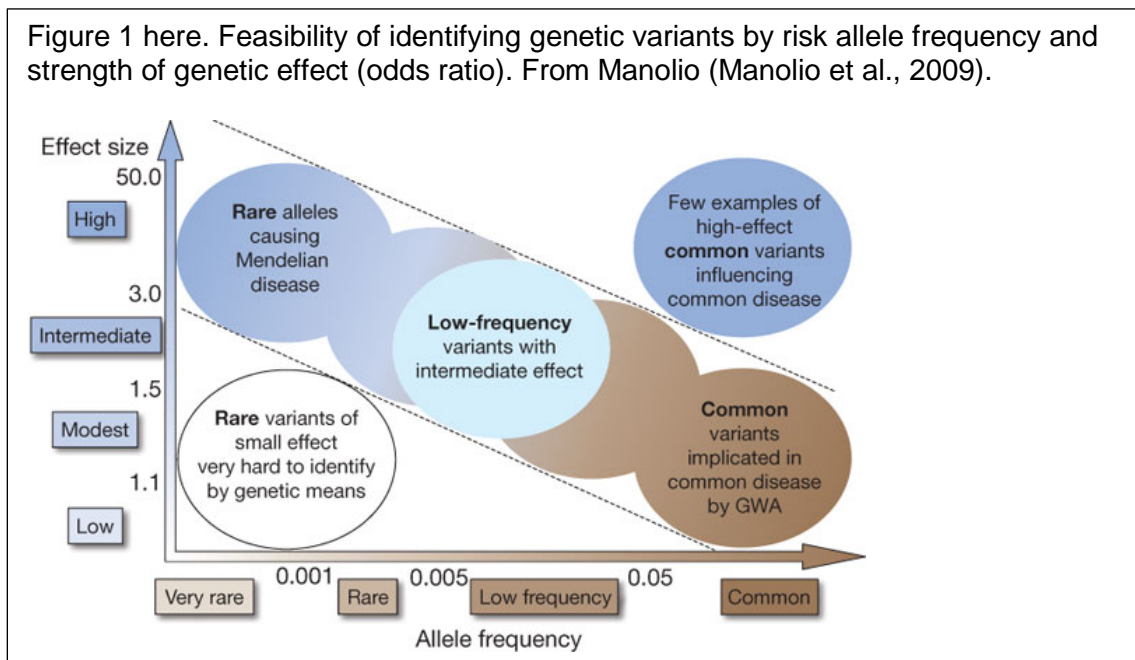 Figure 1 here. Feasibility of identifying genetic variants by risk allele frequency and
strength of genetic effect (odds ratio). From Manolio (Manolio et al., 2009).
Effect size
50.0
High
3.0
Intermediate
1.5
Modest
1.1
Low
Rare alleles
causing
Mendelian
disease
Few examples of
high-effect
common variants
influencing
common disease
Low-frequency
variants with
intermediate effect
Rare variants of
small effect
very hard to identify
by genetic means
Common
variants
implicated in
common disease
by GWA
0.001
0.005
0.05
Very rare
Rare
Low frequency
Common
Allele frequency